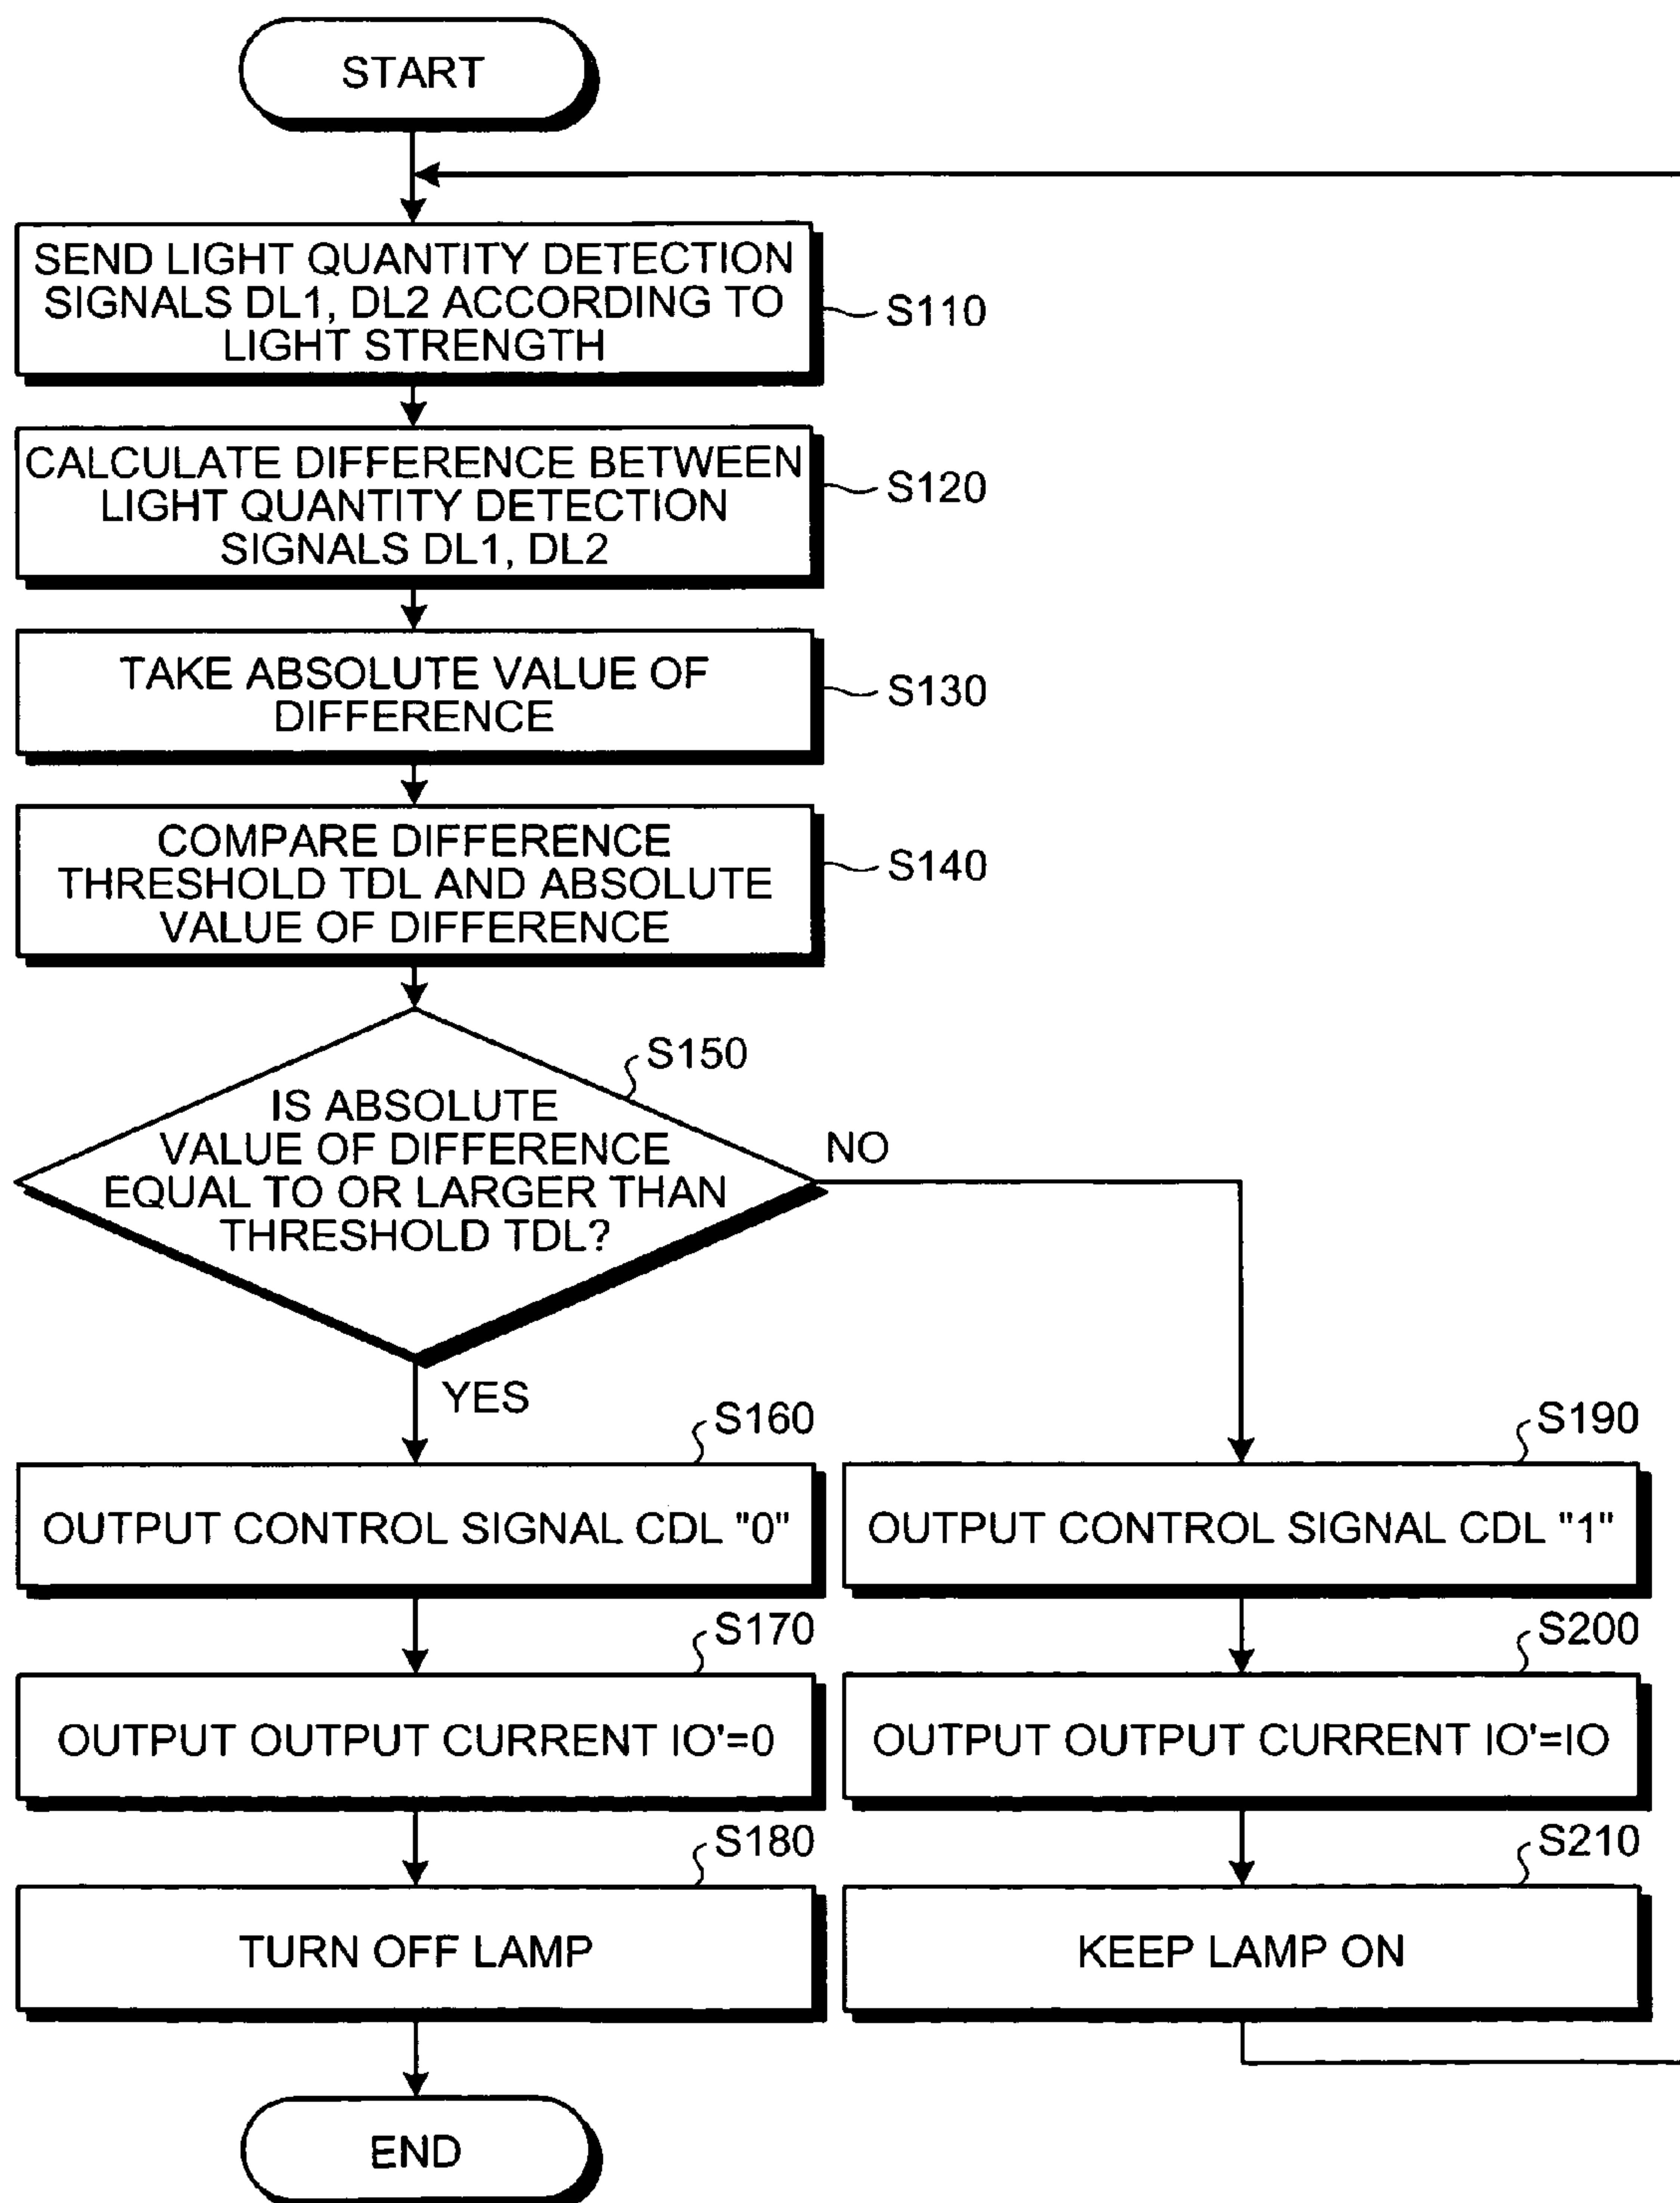 START
SEND LIGHT QUANTITY DETECTION
SIGNALS DL1, DL2 ACCORDING TO
LIGHT STRENGTH
S110
CALCULATE DIFFERENCE BETWEEN
LIGHT QUANTITY DETECTION
SIGNALS DL1, DL2
S120
TAKE ABSOLUTE VALUE OF
DIFFERENCE
S130
COMPARE DIFFERENCE
THRESHOLD TDL AND ABSOLUTE
VALUE OF DIFFERENCE
S140
S150
IS ABSOLUTE
VALUE OF DIFFERENCE
EQUAL TO OR LARGER THAN
THRESHOLD TDL?
NO
YES
S160
OUTPUT CONTROL SIGNAL CDL "0"
S170
OUTPUT OUTPUT CURRENT IO'=0
S180
TURN OFF LAMP
END
S190
OUTPUT CONTROL SIGNAL CDL "1"
S200
OUTPUT OUTPUT CURRENT IO'=IO
S210
KEEP LAMP ON